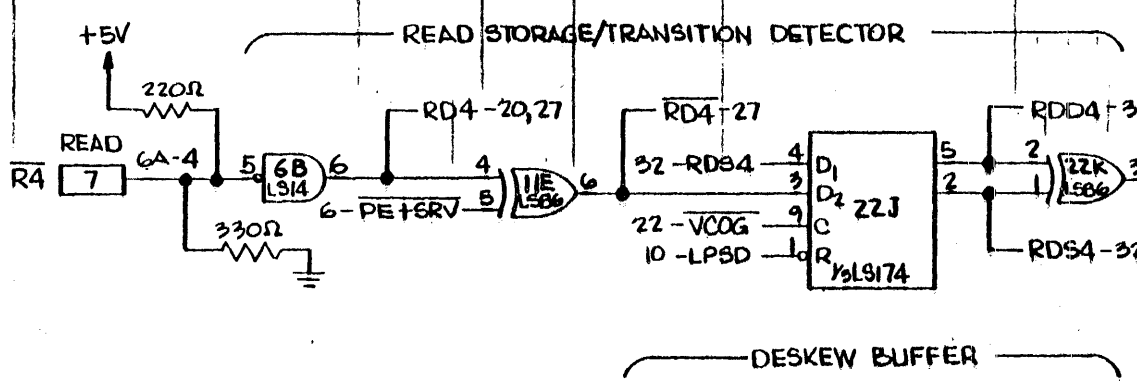 +5V
READ STORAGE/TRANSITION DETECTOR
220Ω
RD4-20,27
RD4-27
RDD4-3
READ
6A-4
R4
7
5
6B
LS14
6
4
6-PE+SRV
5
11E
LS86
6
32-RDS4
4
D1
3
D2
22-VCOG
9
C
10-LPSD
1
R
22J
1/3LS174
5
2
2
1
22K
LS86
3
330Ω
RDS4-32
DESKEW BUFFER